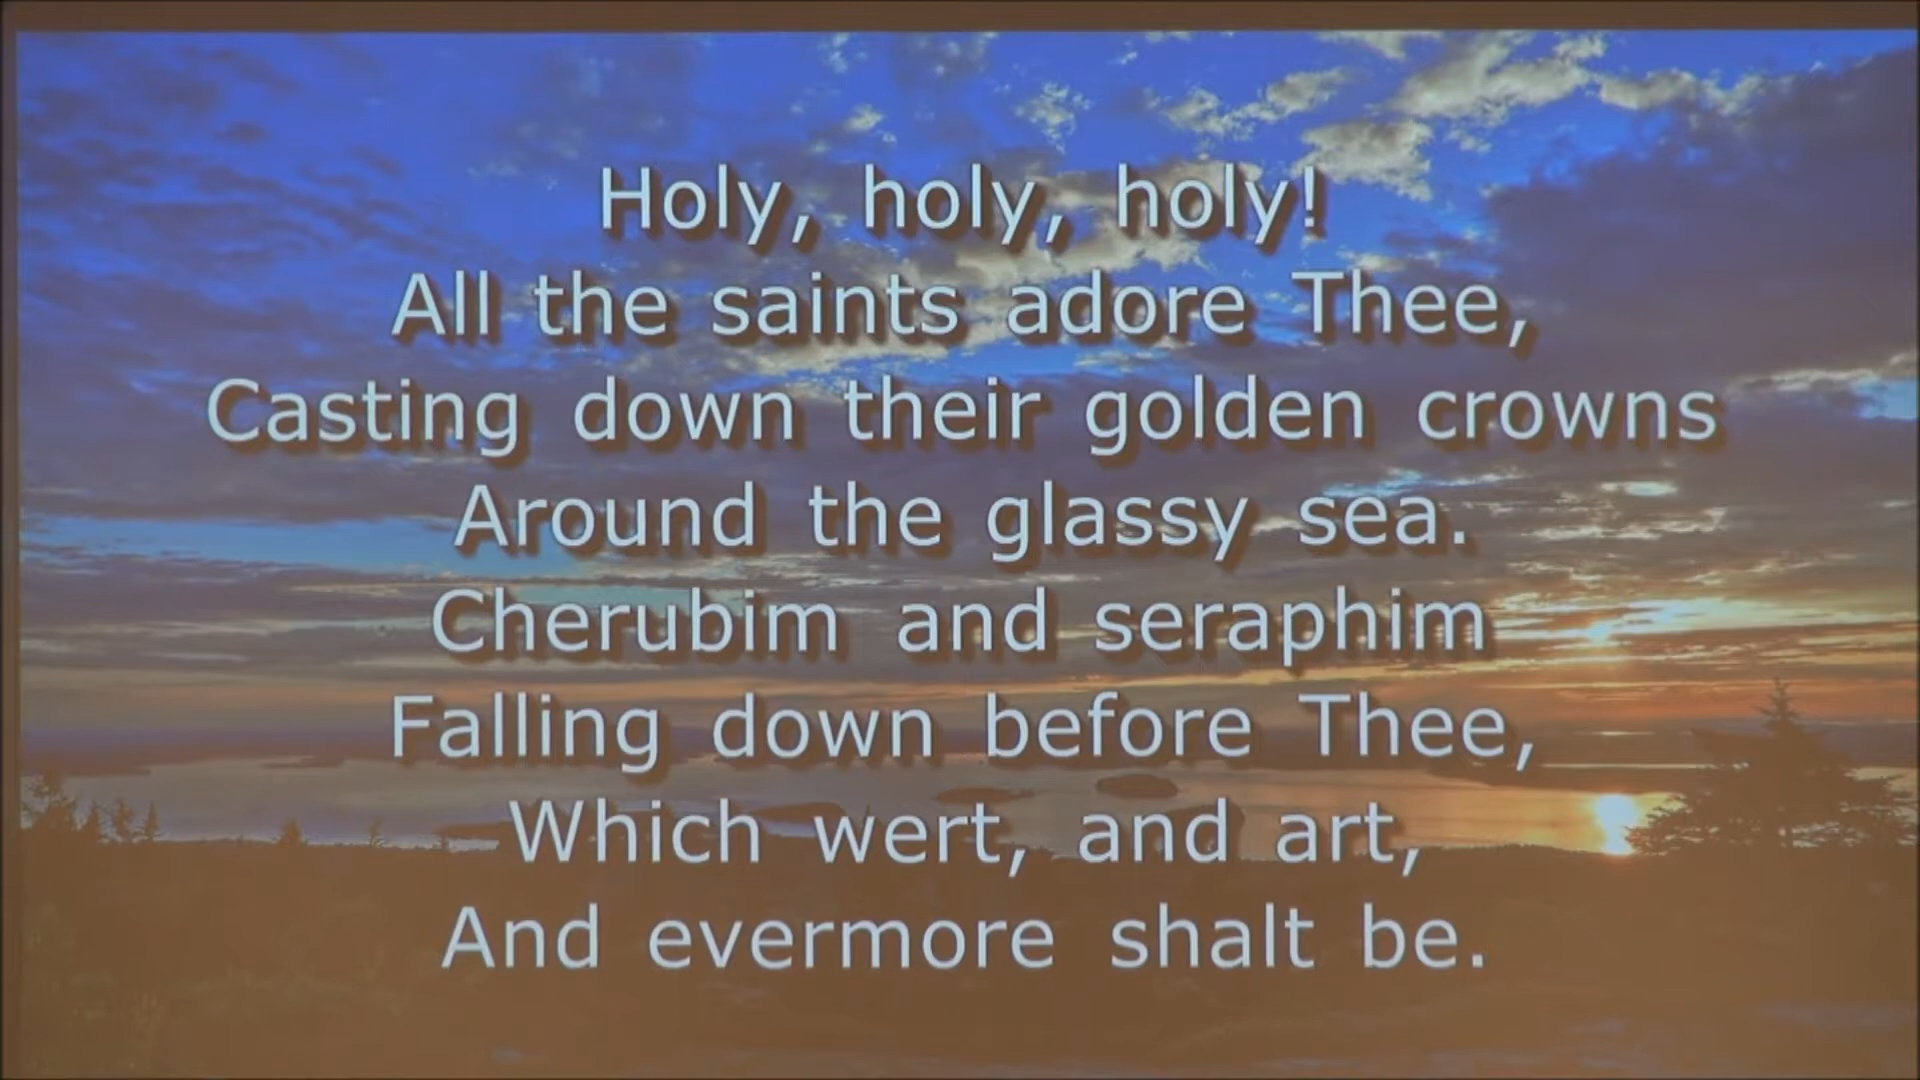 Holy, holy, holy!
All the saints adore Thee,
Casting down their golden crowns
Around the glassy sea.
Cherubim and seraphim
Falling down before Thee,
Which wert, and art,
And evermore shalt be.